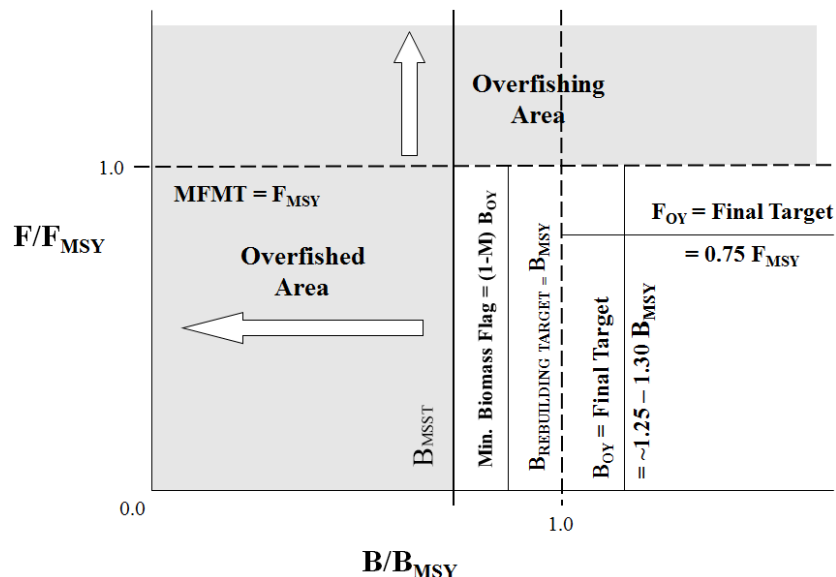 Overfishing
Area
1.0
MFMT = F_MSY
F/F_MSY
Overfished
Area
B_MSST
Min. Biomass Flag = (1-M) B_OY
B_REBUILDING TARGET = B_MSY
F_OY = Final Target
= 0.75 F_MSY
B_OY = Final Target
= ~1.25 – 1.30 B_MSY
0.0
1.0
B/B_MSY